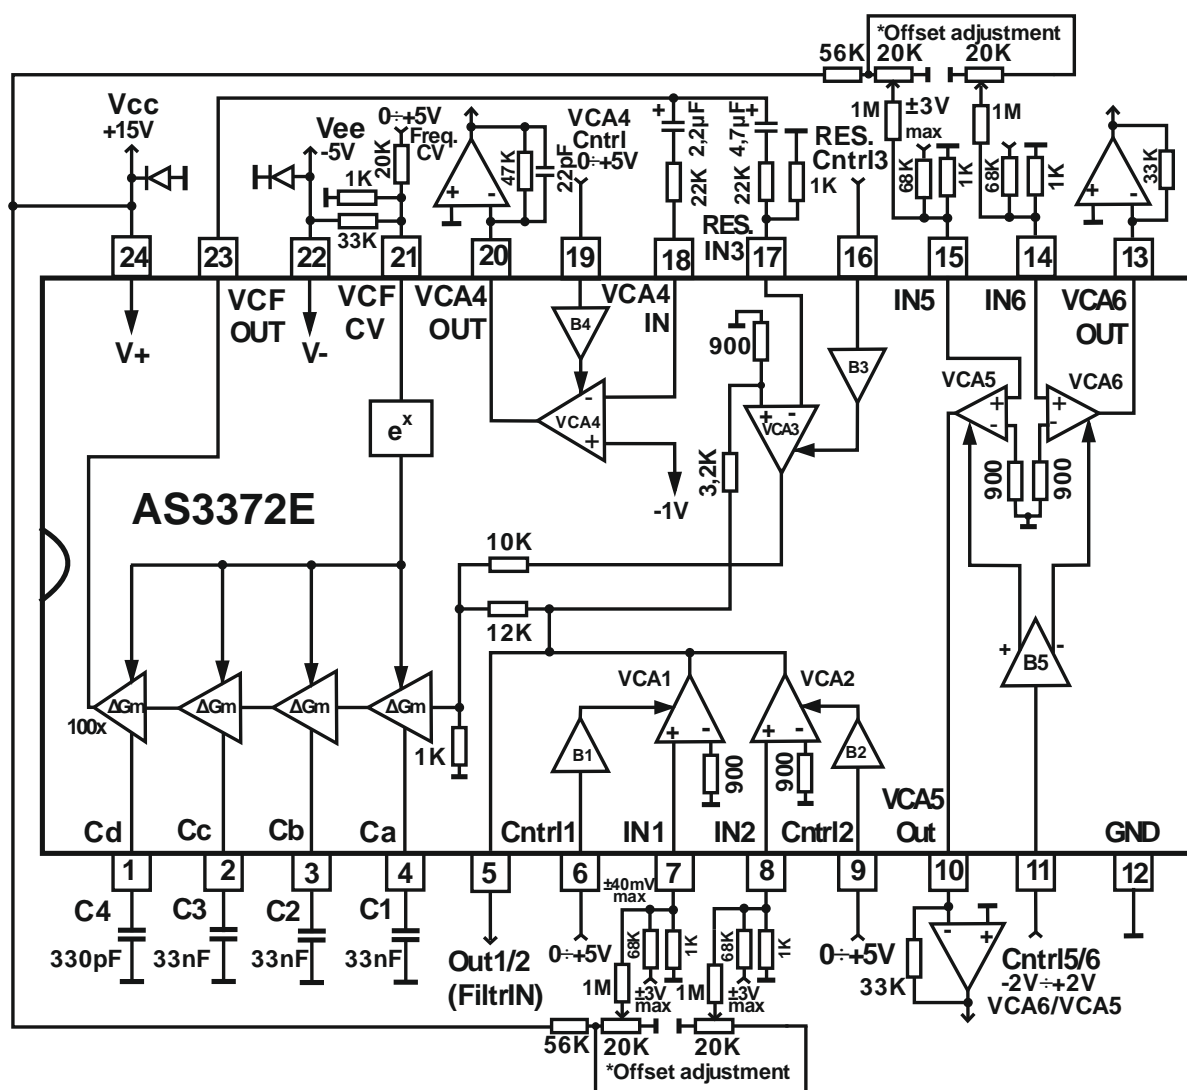 *Offset adjustment
56K
20K
20K
Vcc
+15V
Vee
-5V
0÷+5V
Freq.
CV
20K
1K
33K
47K
22pF
VCA4
Cntrl
0÷+5V
2,2µF
22K
4,7µF
22K
1K
RES.
Cntrl3
RES.
IN3
1M
±3V
max
68K
1K
1M
68K
1K
33K
24
23
22
21
20
19
18
17
16
15
14
13
V+
VCF
OUT
V-
VCF
CV
VCA4
OUT
VCA4
IN
IN5
IN6
VCA6
OUT
B4
900
B3
VCA5
VCA6
+
-
-
VCA4
+
+
-
VCA3
+
-
+
-
eˣ
3,2K
900
900
-1V
AS3372E
10K
12K
+
-
B5
ΔGm
ΔGm
ΔGm
ΔGm
100x
1K
VCA1
VCA2
B1
+
-
+
-
B2
900
900
VCA5
Out
Cd
Cc
Cb
Ca
Cntrl1
IN1
IN2
Cntrl2
GND
1
2
3
4
5
6
7
8
9
10
11
12
C4
330pF
C3
33nF
C2
33nF
C1
33nF
Out1/2
(FiltrIN)
0÷+5V
±40mV
max
68K
1K
1M
±3V
max
68K
1K
1M
±3V
max
0÷+5V
33K
-
+
Cntrl5/6
-2V÷+2V
VCA6/VCA5
56K
20K
20K
*Offset adjustment